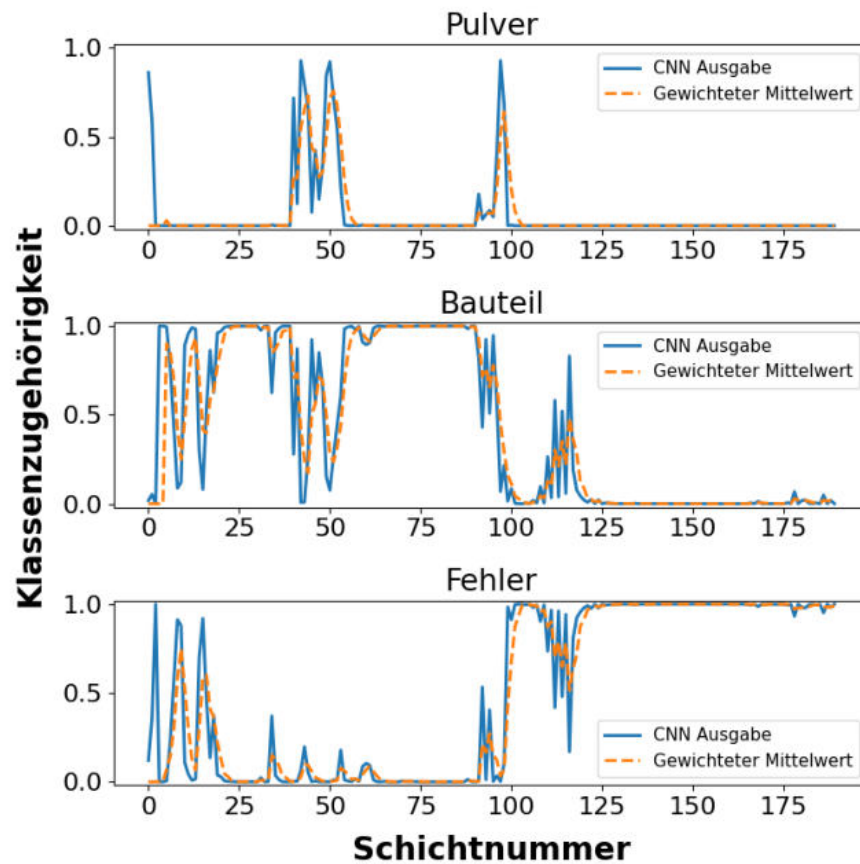 Pulver
1.0
0.5
0.0
CNN Ausgabe
Gewichteter Mittelwert
0 25 50 75 100 125 150 175
Bauteil
1.0
0.5
0.0
CNN Ausgabe
Gewichteter Mittelwert
0 25 50 75 100 125 150 175
Fehler
1.0
0.5
0.0
CNN Ausgabe
Gewichteter Mittelwert
0 25 50 75 100 125 150 175
Klassenzugehörigkeit
Schichtnummer